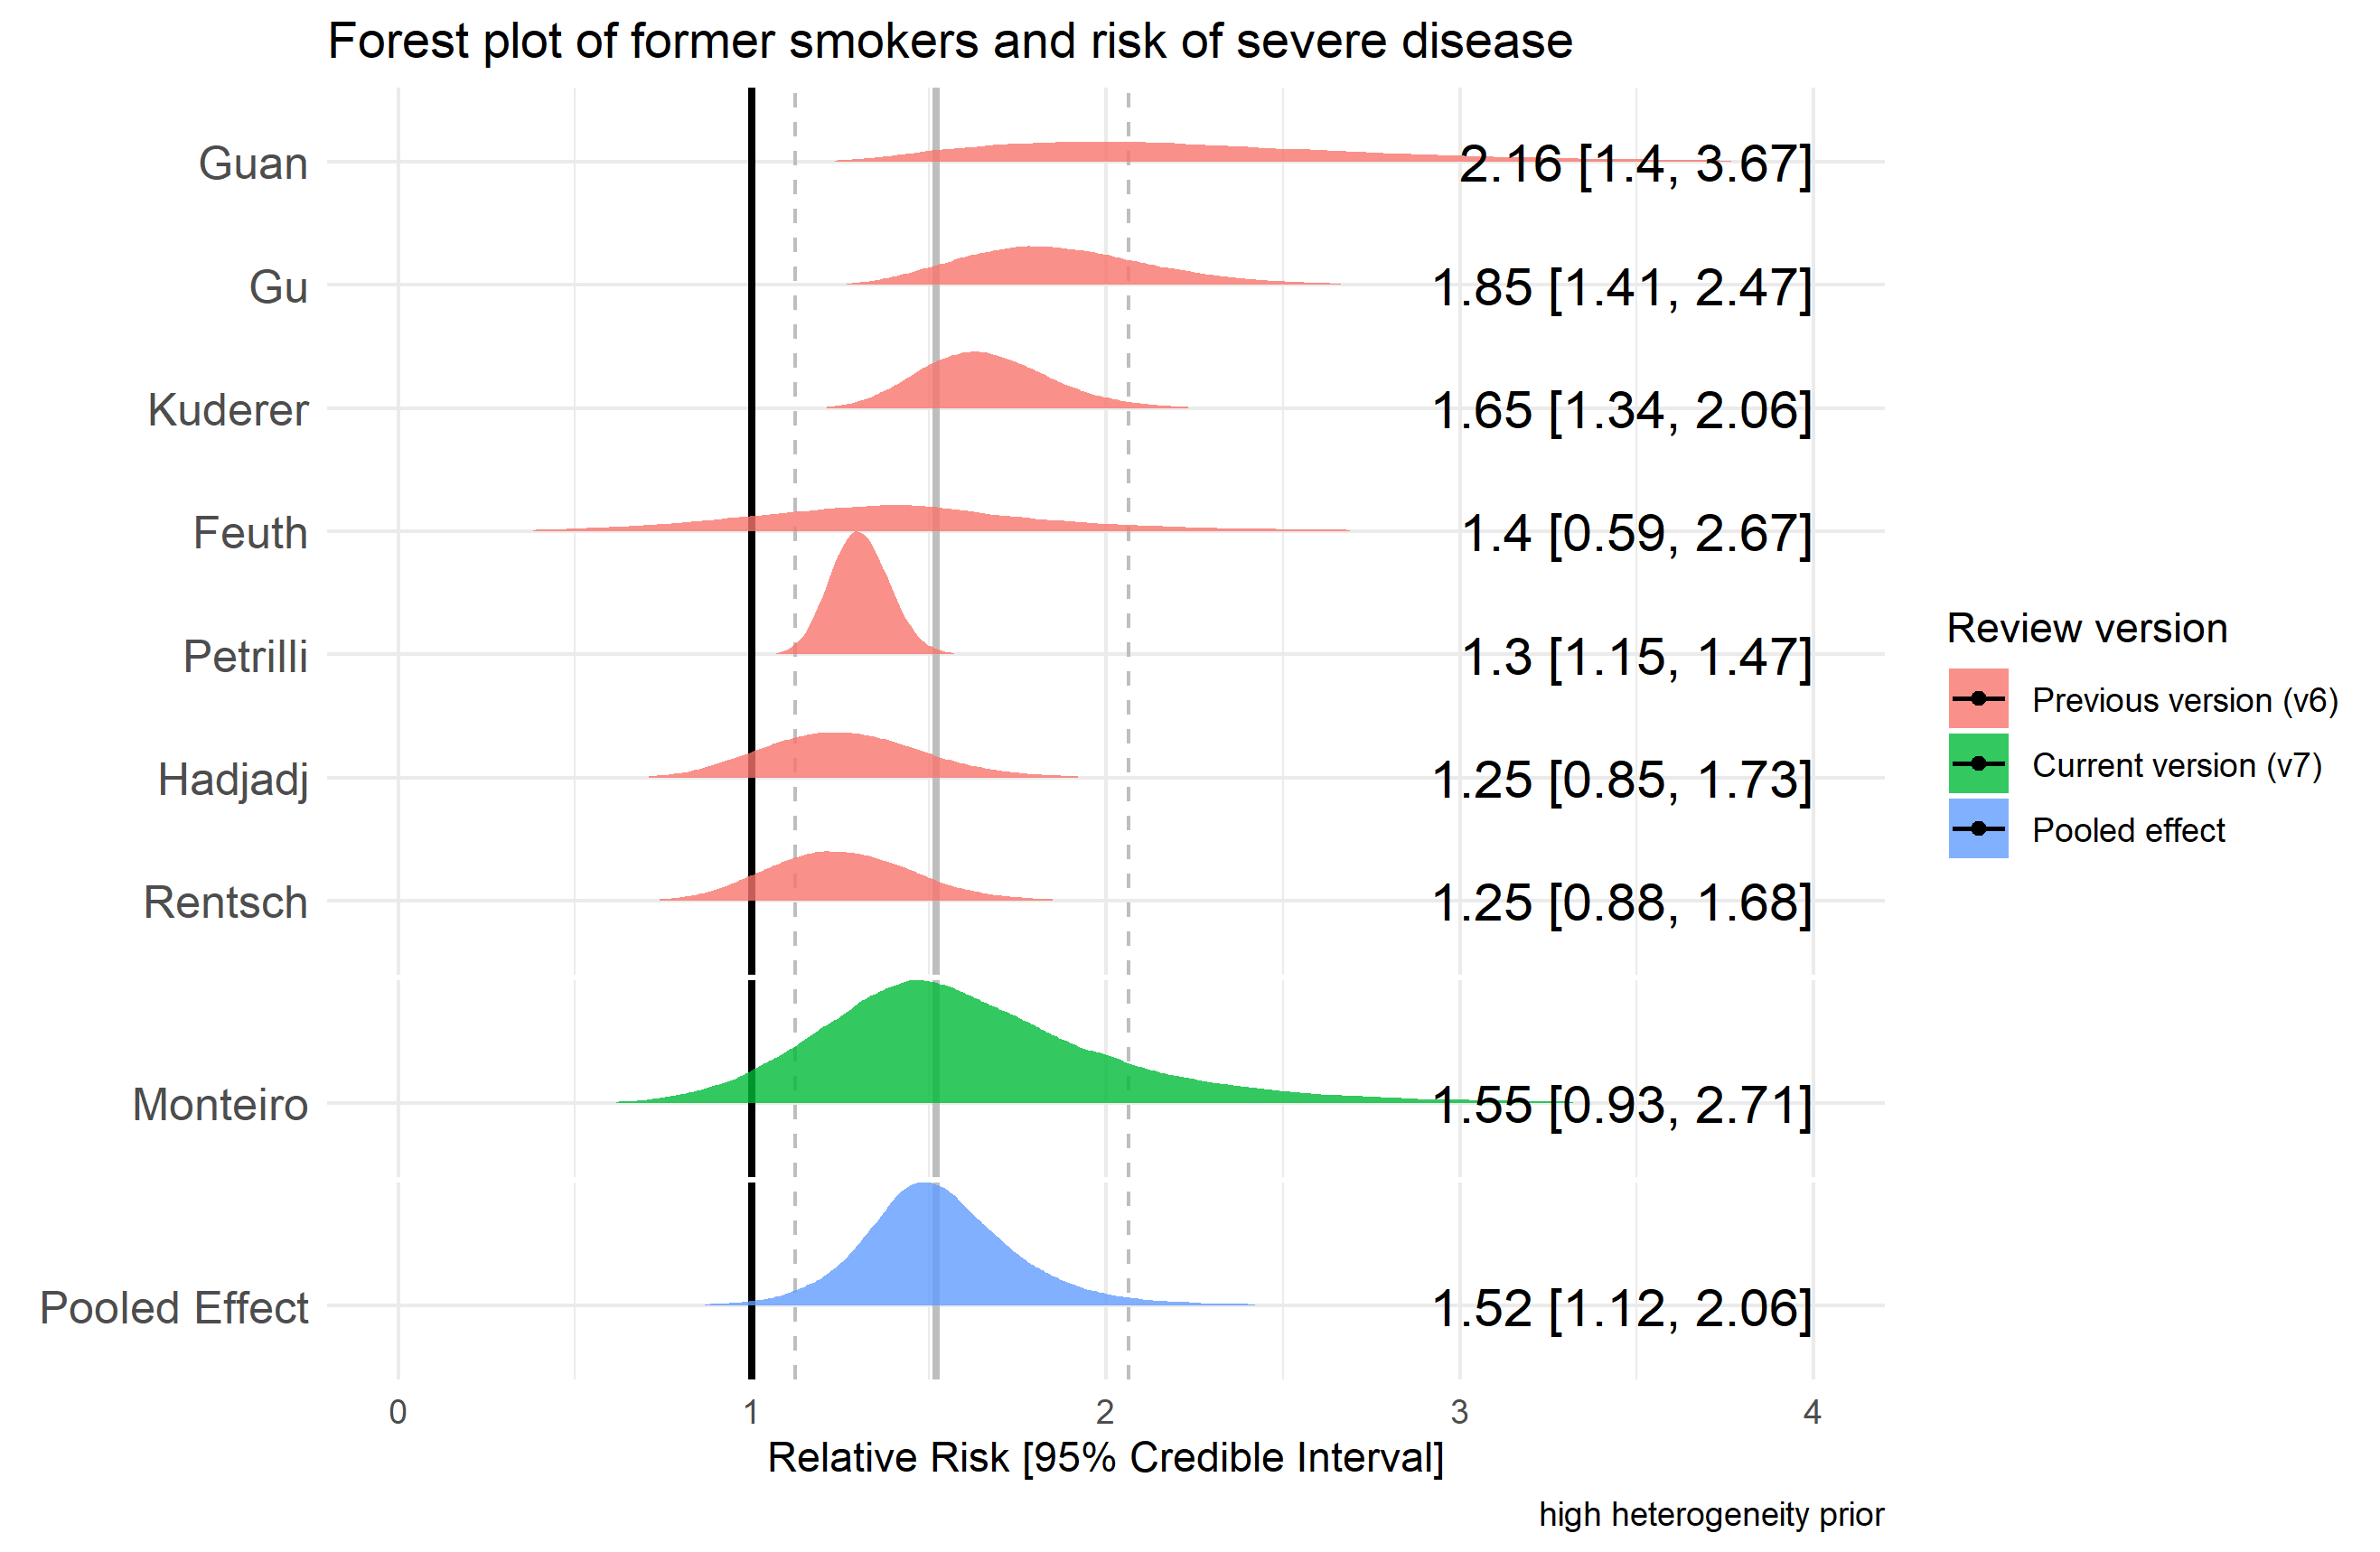 Forest plot of former smokers and risk of severe disease
Guan 2.16 [1.4, 3.67]
Gu 1.85 [1.41, 2.47]
Kuderer 1.65 [1.34, 2.06]
Feuth 1.4 [0.59, 2.67]
Petrilli 1.3 [1.15, 1.47]
Hadjadj 1.25 [0.85, 1.73]
Rentsch 1.25 [0.88, 1.68]
Monteiro 1.55 [0.93, 2.71]
Pooled Effect 1.52 [1.12, 2.06]
0 1 2 3 4
Relative Risk [95% Credible Interval]
high heterogeneity prior
Review version
Previous version (v6)
Current version (v7)
Pooled effect